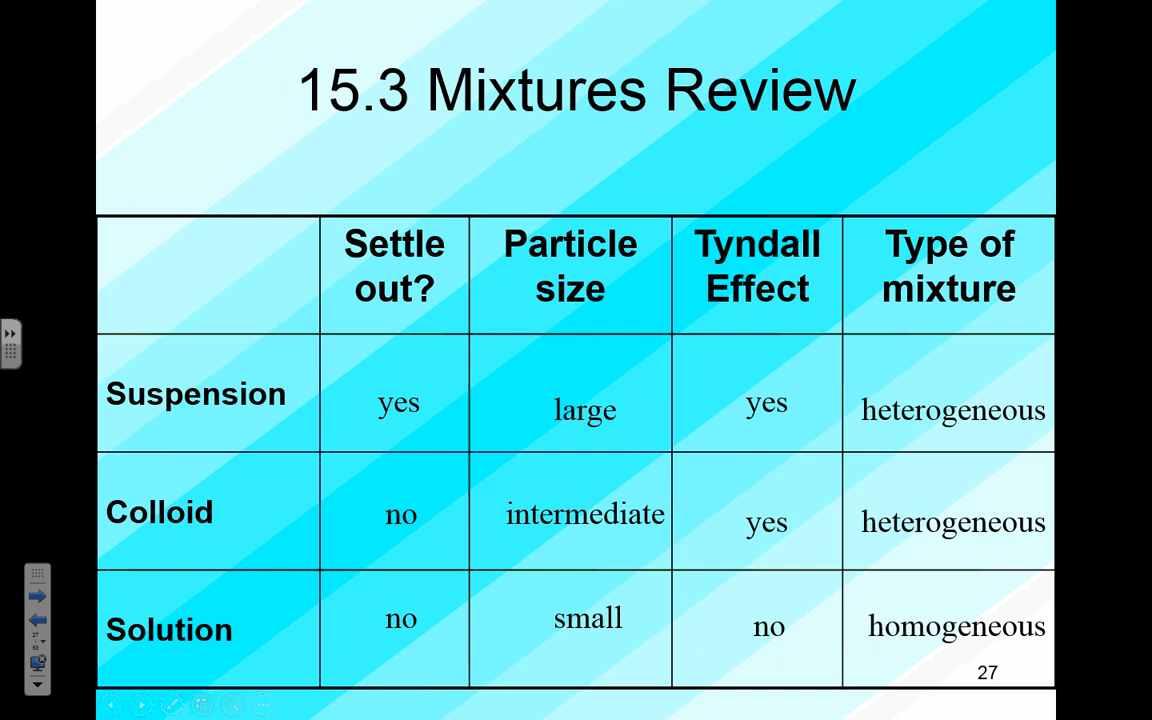 15.3 Mixtures Review
Settle out?
Particle size
Tyndall Effect
Type of mixture
Suspension
yes
large
yes
heterogeneous
Colloid
no
intermediate
yes
heterogeneous
Solution
no
small
no
homogeneous
27
27
/